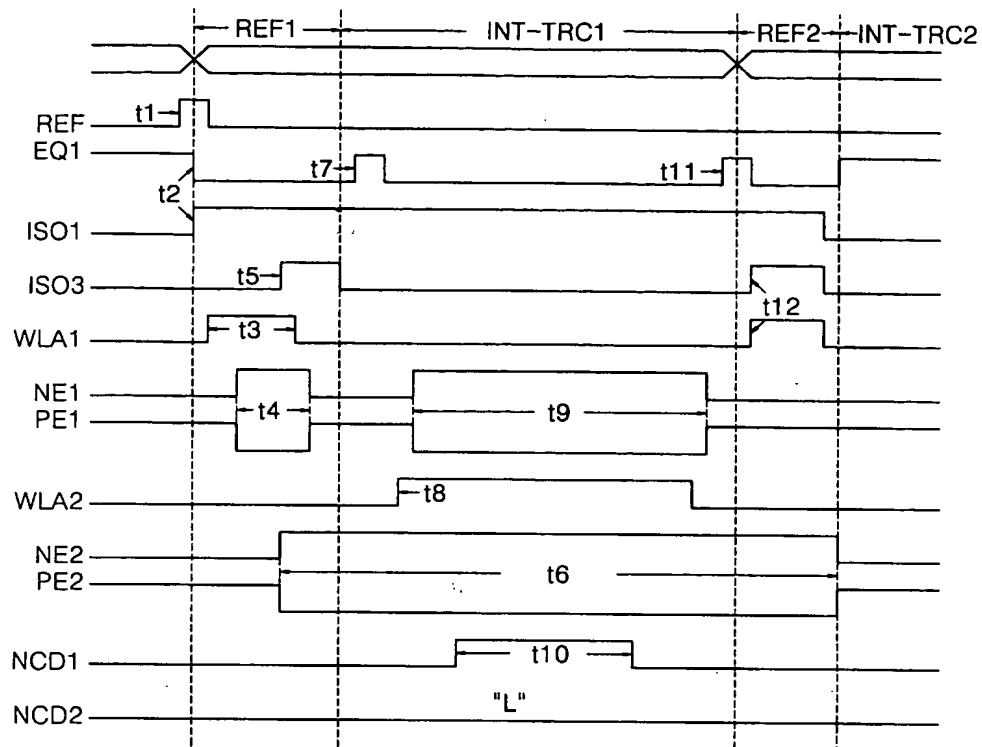 REF1 INT-TRC1 REF2 INT-TRC2
t1
REF
EQ1
t7
t11
t2
ISO1
t5
ISO3
t12
t3
WLA1
NE1
t4
t9
PE1
t8
WLA2
NE2
t6
PE2
t10
NCD1
"L"
NCD2